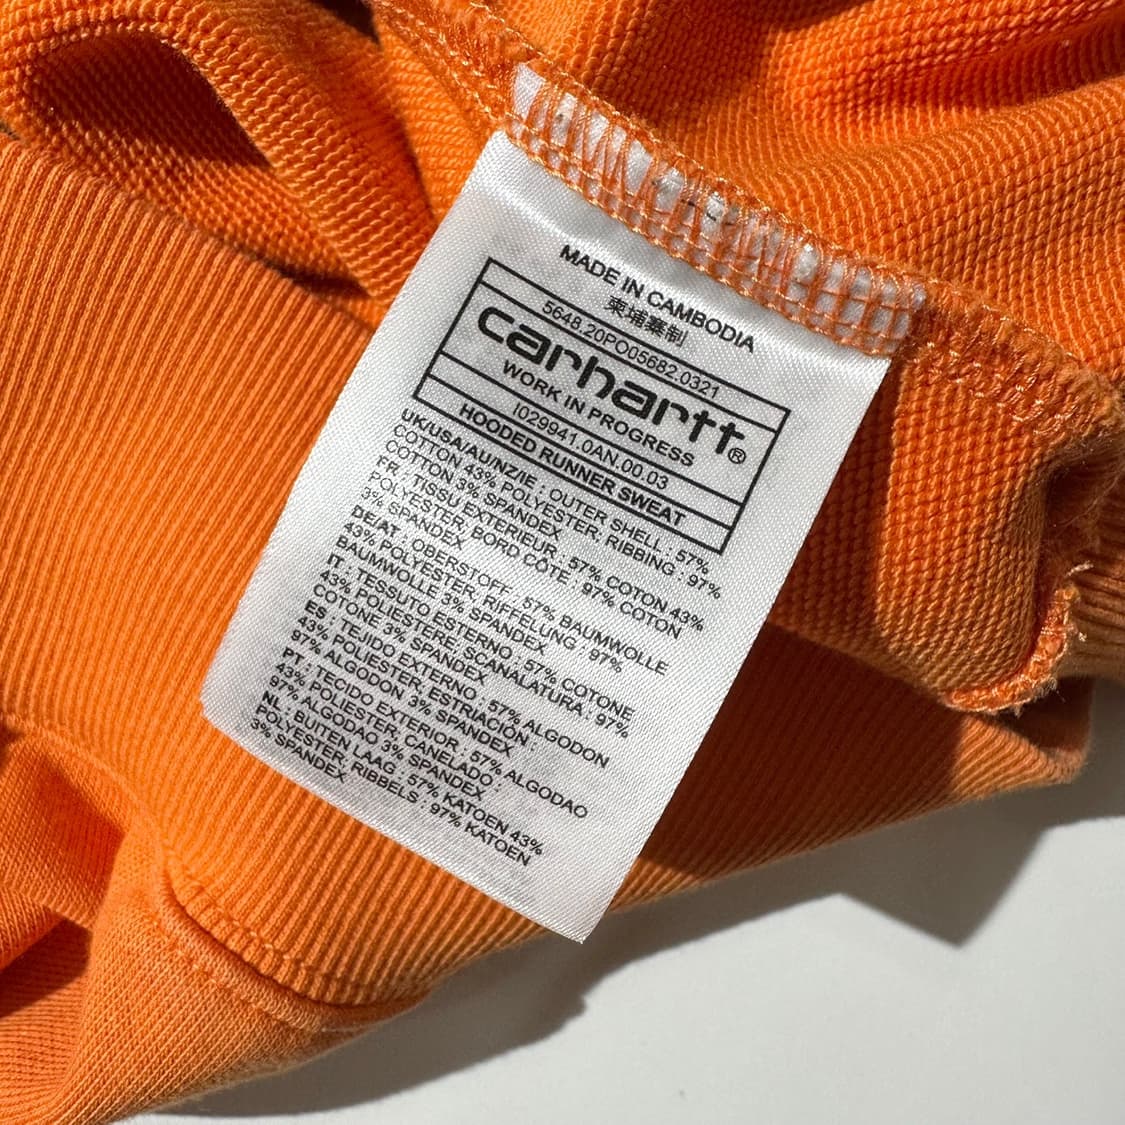 MADE IN CAMBODIA
柬埔寨制
5648.20PO05682.0321
carhartt®
WORK IN PROGRESS
I029941.0AN.00.03
HOODED RUNNER SWEAT
UK/USA/AU/NZ/IE : OUTER SHELL : 57%
COTTON 43% POLYESTER; RIBBING : 97%
COTTON 3% SPANDEX
FR : TISSU EXTERIEUR : 57% COTON 43%
POLYESTER; BORD CÔTE : 97% COTON
3% SPANDEX
DE/AT : OBERSTOFF : 57% BAUMWOLLE
43% POLYESTER; RIFFELUNG : 97%
BAUMWOLLE 3% SPANDEX
IT : TESSUTO ESTERNO : 57% COTONE
43% POLIESTERE SCANALATURA : 97%
COTONE 3% SPANDEX
ES : TEJIDO EXTERNO : 57% ALGODON
43% POLIESTER; ESTRIACIÓN :
97% ALGODON 3% SPANDEX
PT : TECIDO EXTERIOR : 57% ALGODAO
43% POLIESTER; CANELADO :
97% ALGODAO 3% SPANDEX
NL : BUITEN LAAG : 57% KATOEN 43%
POLYESTER; RIBBELS : 97% KATOEN
3% SPANDEX